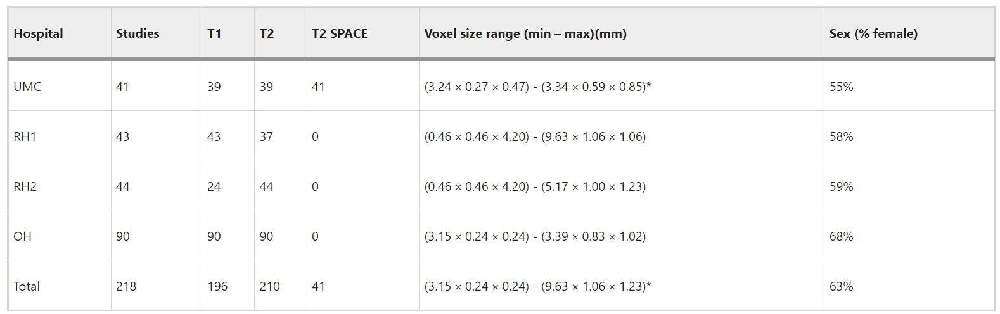 Hospital Studies T1 T2 T2 SPACE Voxel size range (min – max)(mm) Sex (% female)
UMC 41 39 39 41 (3.24 × 0.27 × 0.47) - (3.34 × 0.59 × 0.85)* 55%
RH1 43 43 37 0 (0.46 × 0.46 × 4.20) - (9.63 × 1.06 × 1.06) 58%
RH2 44 24 44 0 (0.46 × 0.46 × 4.20) - (5.17 × 1.00 × 1.23) 59%
OH 90 90 90 0 (3.15 × 0.24 × 0.24) - (3.39 × 0.83 × 1.02) 68%
Total 218 196 210 41 (3.15 × 0.24 × 0.24) - (9.63 × 1.06 × 1.23)* 63%